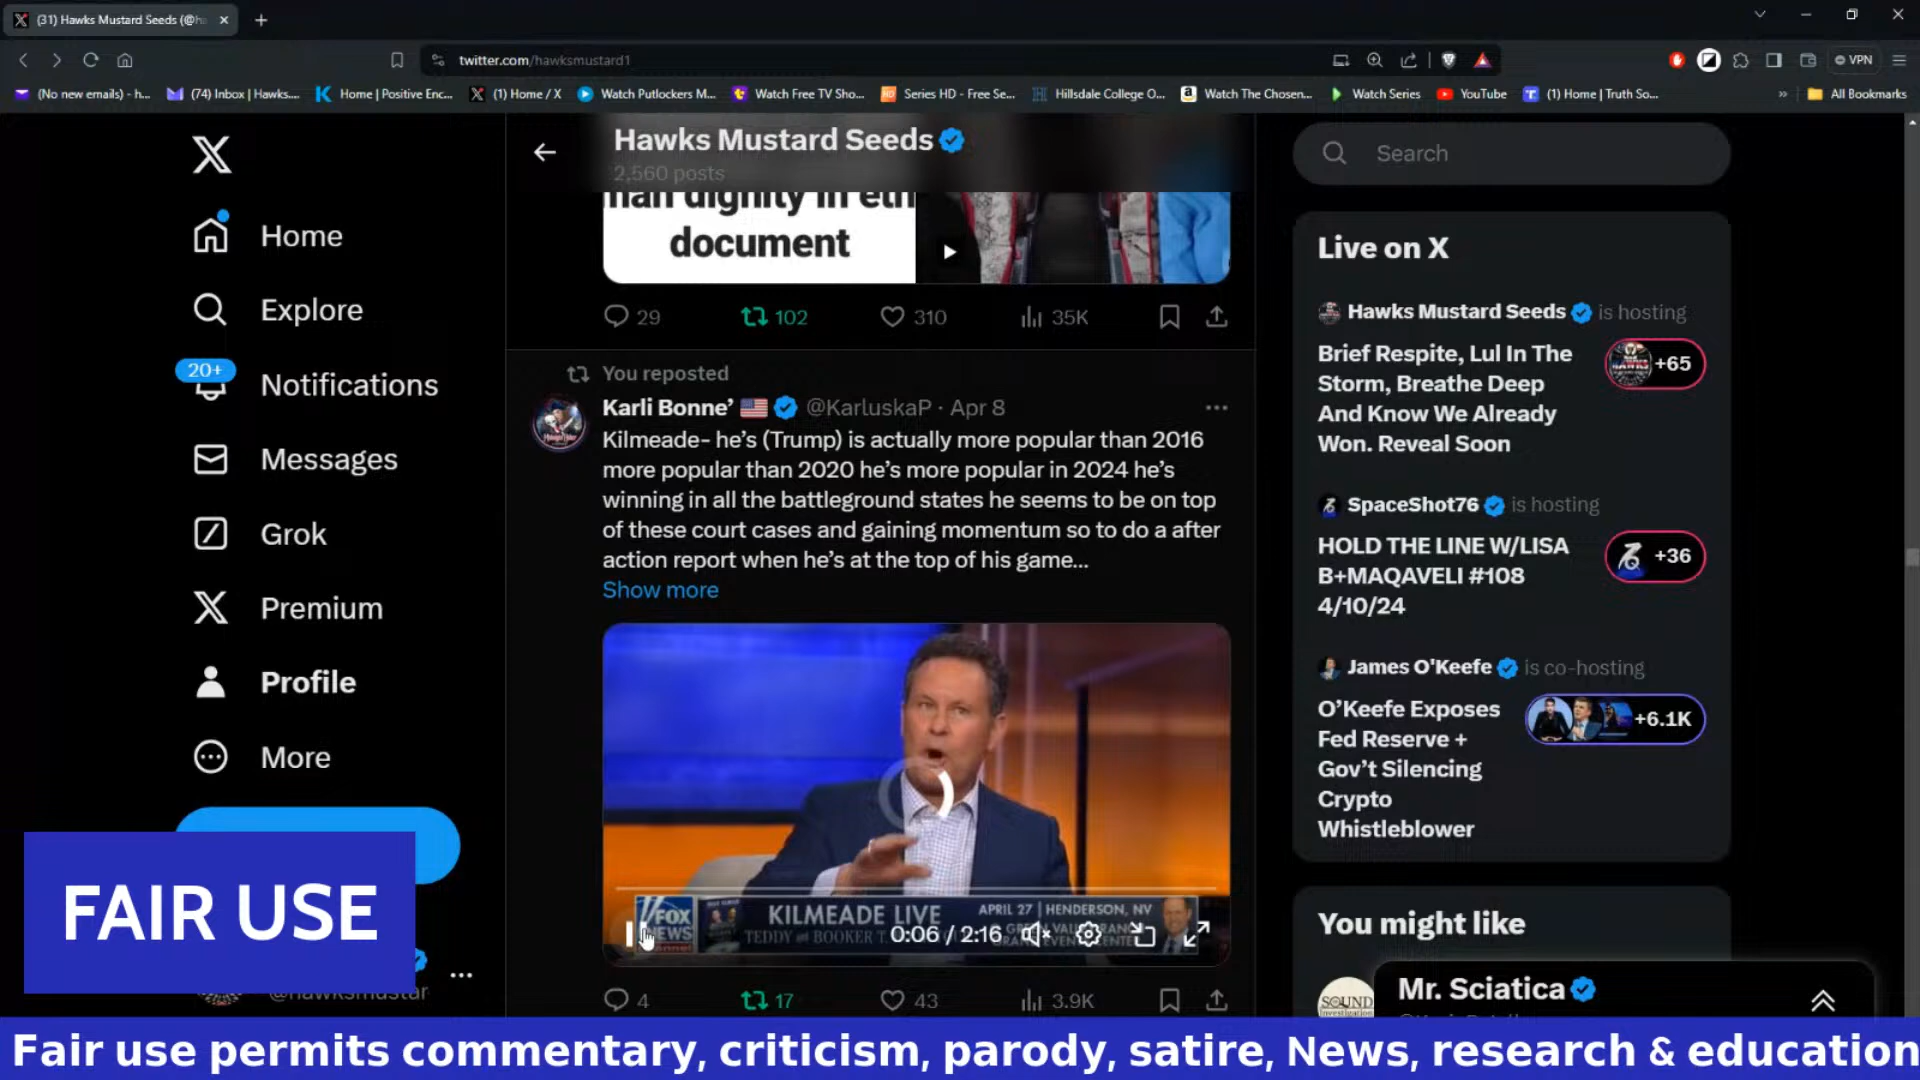 (31) Hawks Mustard Seeds (@h
twitter.com/hawksmustard1
VPN
(No new emails) - h...
(74) Inbox | Hawks....
Home | Positive Enc...
(1) Home / X
Watch Putlockers M...
Watch Free TV Sho...
Series HD - Free Se...
Hillsdale College O...
Watch The Chosen...
Watch Series
YouTube
(1) Home | Truth So...
All Bookmarks
Home
Explore
20+
Notifications
Messages
Grok
Premium
Profile
More
@hawksmustar
Hawks Mustard Seeds
2,560 posts
document
29
102
310
35K
You reposted
Karli Bonne’ @KarluskaP · Apr 8
Kilmeade- he’s (Trump) is actually more popular than 2016
more popular than 2020 he’s more popular in 2024 he’s
winning in all the battleground states he seems to be on top
of these court cases and gaining momentum so to do a after
action report when he’s at the top of his game...
Show more
FOX
NEWS
KILMEADE LIVE
APRIL 27 | HENDERSON, NV
TEDDY and BOOKER T.
0:06 / 2:16
4
17
43
3.9K
Search
Live on X
Hawks Mustard Seeds is hosting
Brief Respite, Lul In The
Storm, Breathe Deep
And Know We Already
Won. Reveal Soon
+65
SpaceShot76 is hosting
HOLD THE LINE W/LISA
B+MAQAVELI #108
4/10/24
+36
James O'Keefe is co-hosting
O’Keefe Exposes
Fed Reserve +
Gov’t Silencing
Crypto
Whistleblower
+6.1K
You might like
SOUND
Investigation
Mr. Sciatica
FAIR USE
Fair use permits commentary, criticism, parody, satire, News, research & education